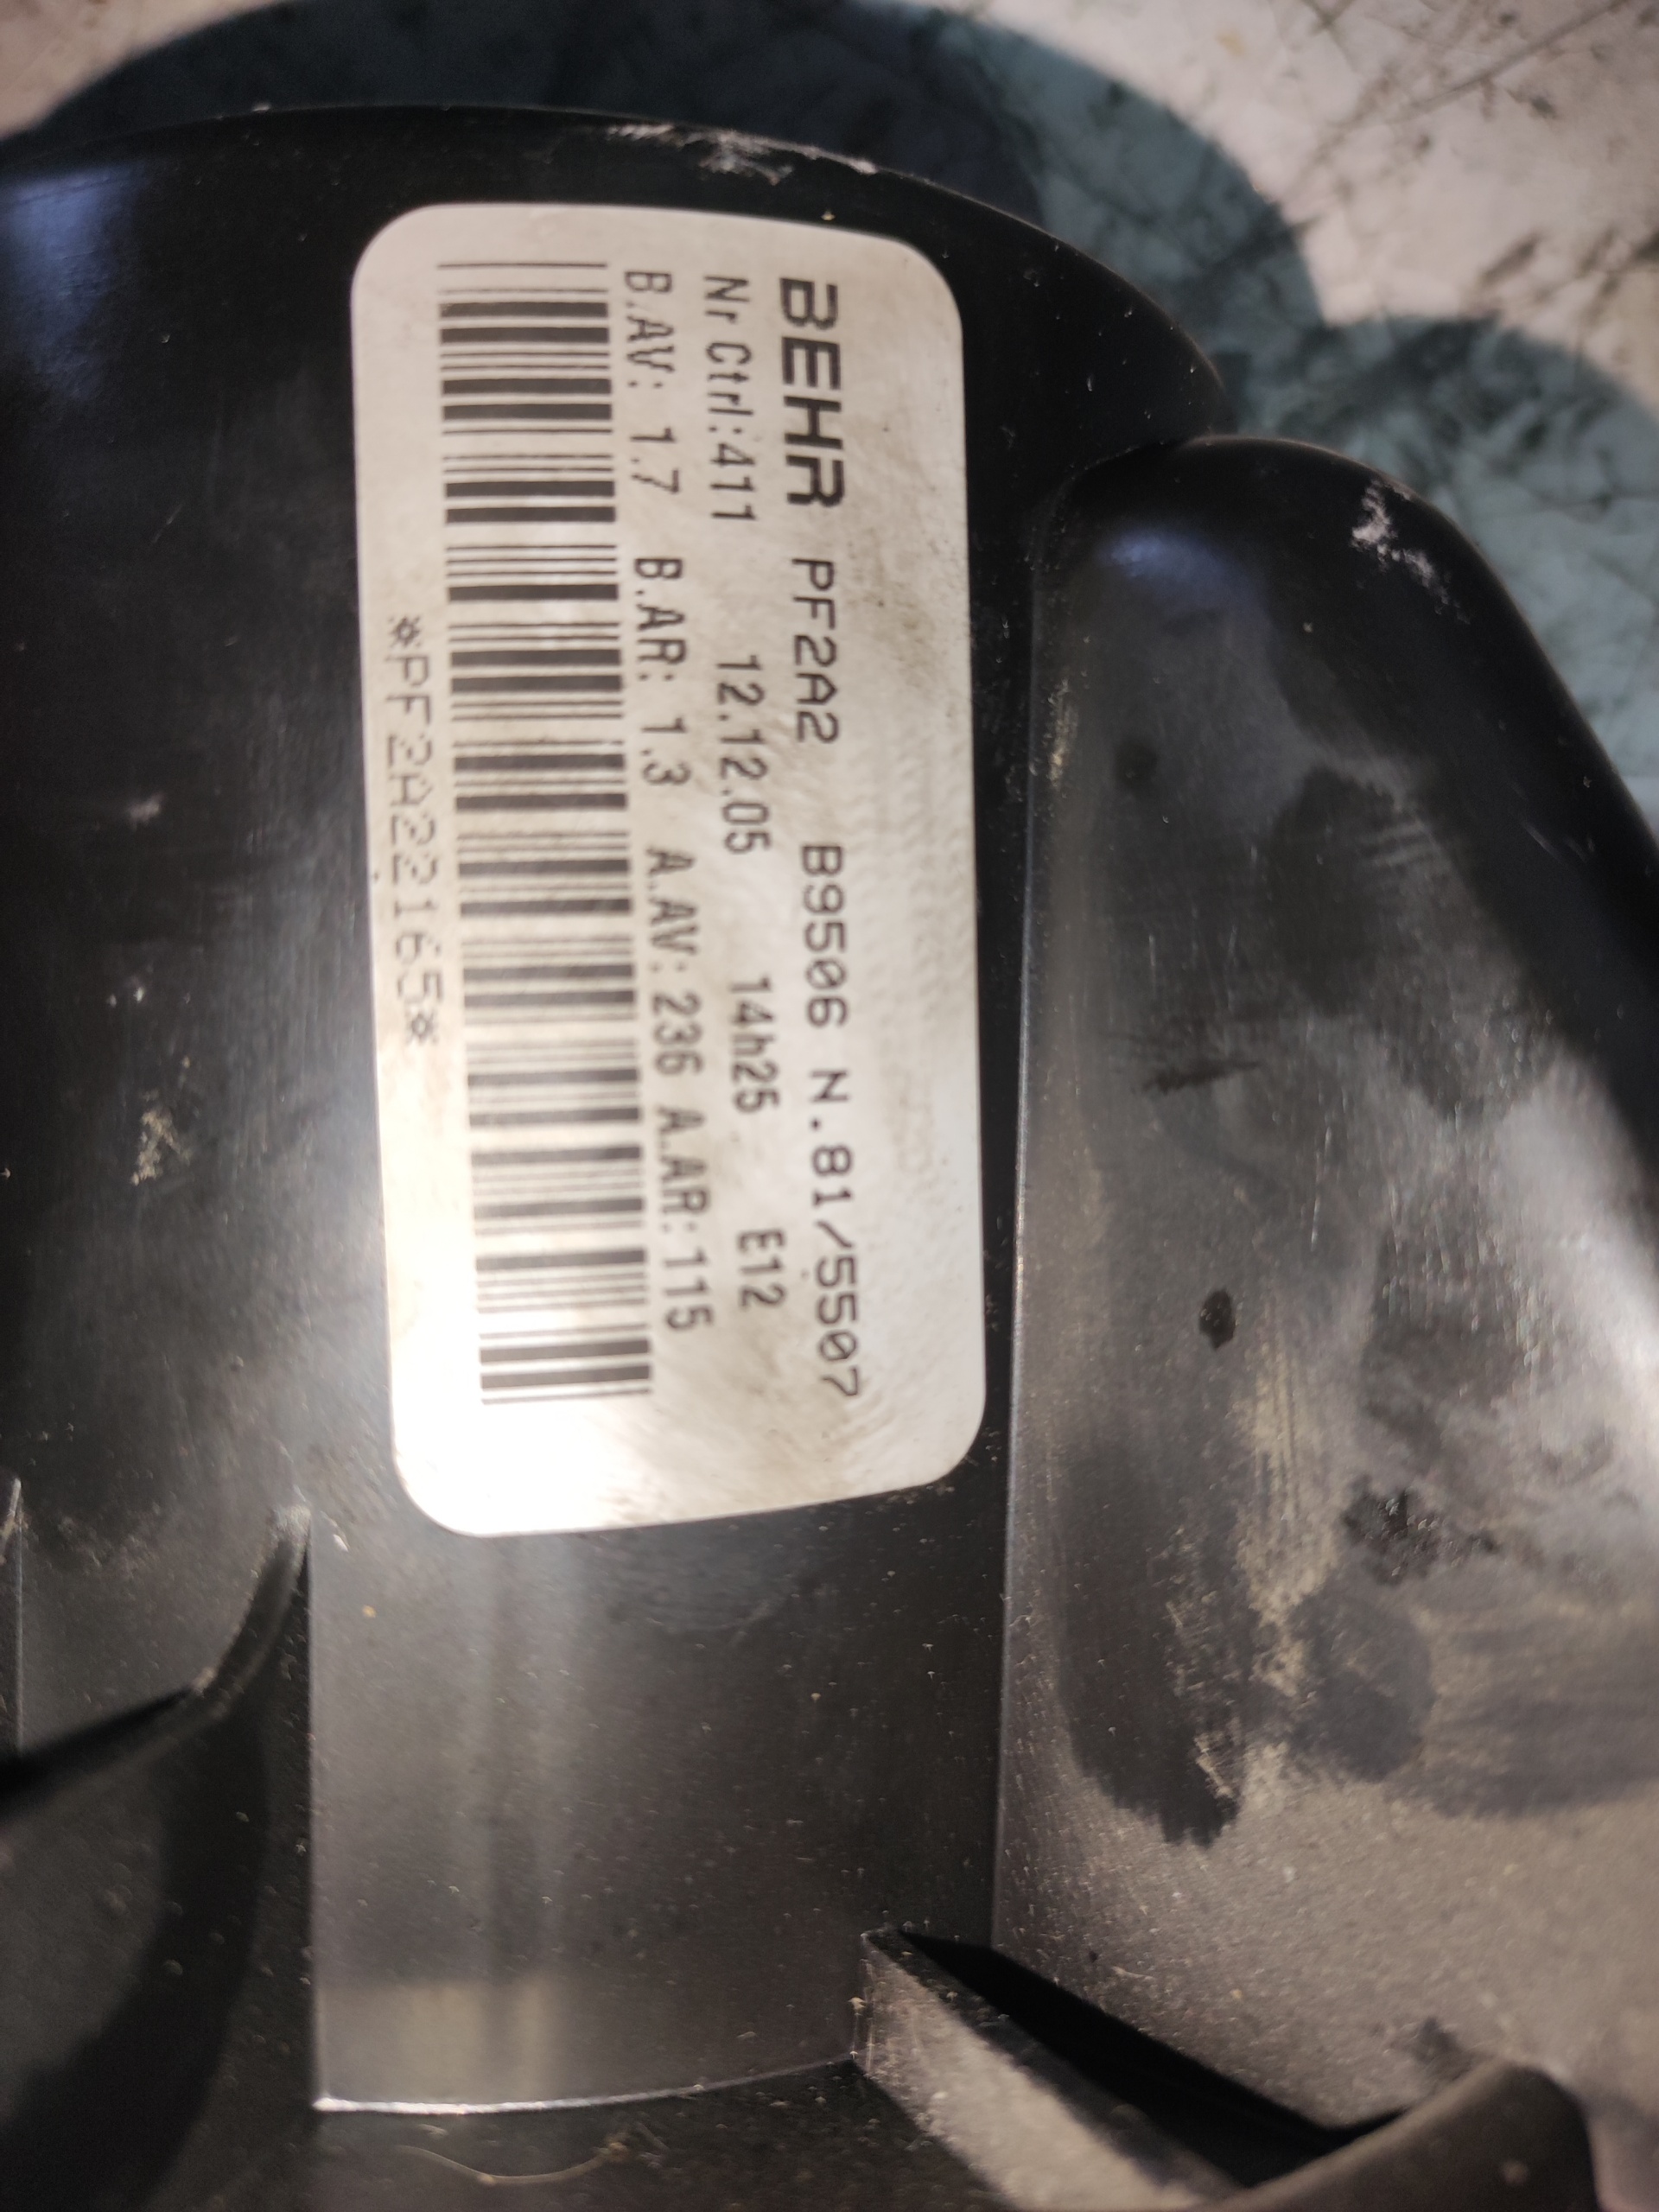 BEHR PF2A2 B9506 N.81/5507
Nr Ctrl:411 12.12.05 14h25 E12
B.AV: 1.7 B.AR: 1.3 A.AV: 236 A.AR:115
*PF2A22165*